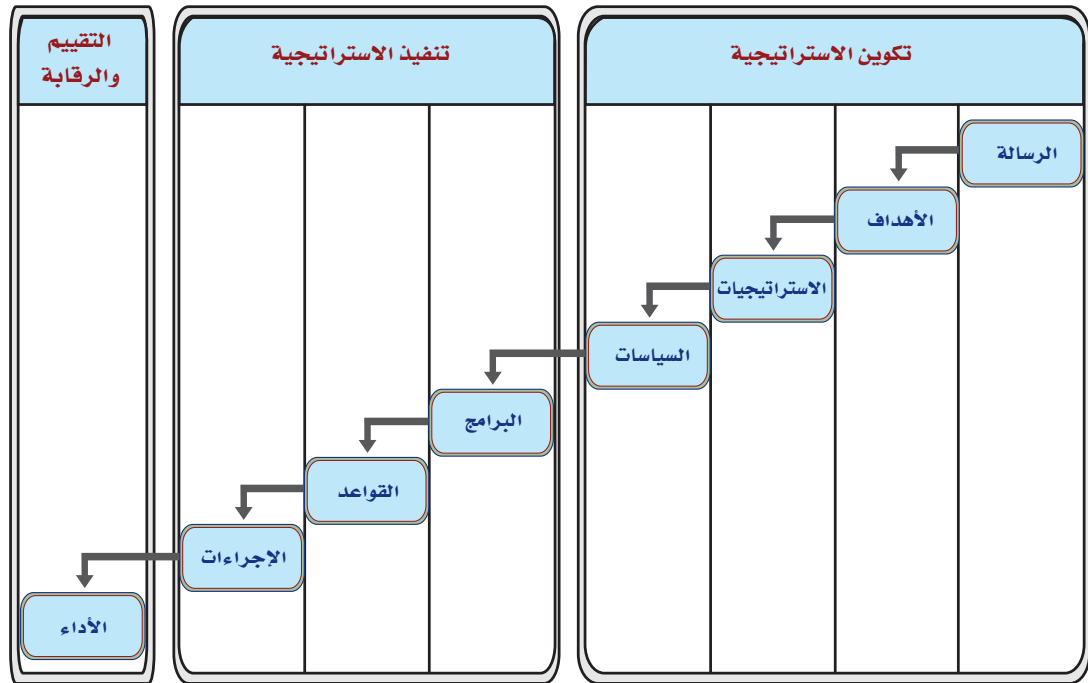 تكوين الاستراتيجية
تنفيذ الاستراتيجية
التقييم
والرقابة
الرسالة
الأهداف
الاستراتيجيات
السياسات
البرامج
القواعد
الإجراءات
الأداء